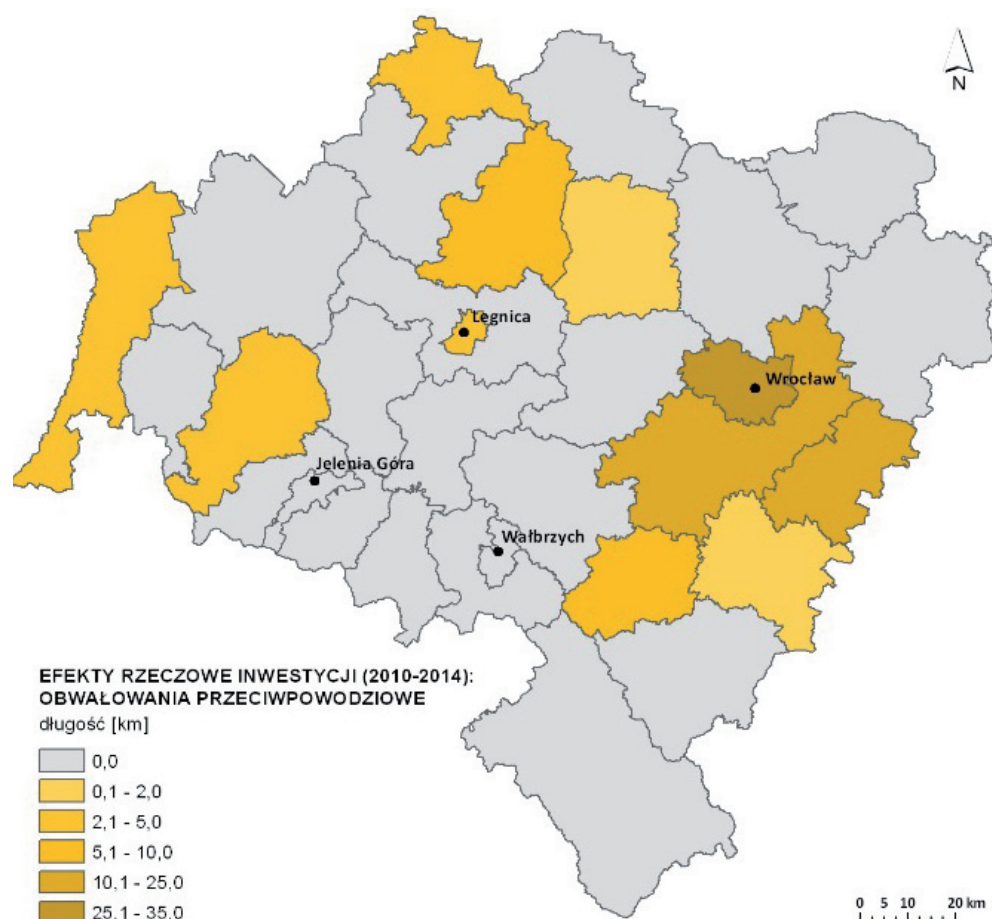 N
Legnica
Wrocław
Jelenia Góra
Wałbrzych
EFEKTY RZECZOWE INWESTYCJI (2010-2014):
OBWAŁOWANIA PRZECIWPOWODZIOWE
długość [km]
0,0
0,1 - 2,0
2,1 - 5,0
5,1 - 10,0
10,1 - 25,0
25,1 - 35,0
0 5 10 20 km